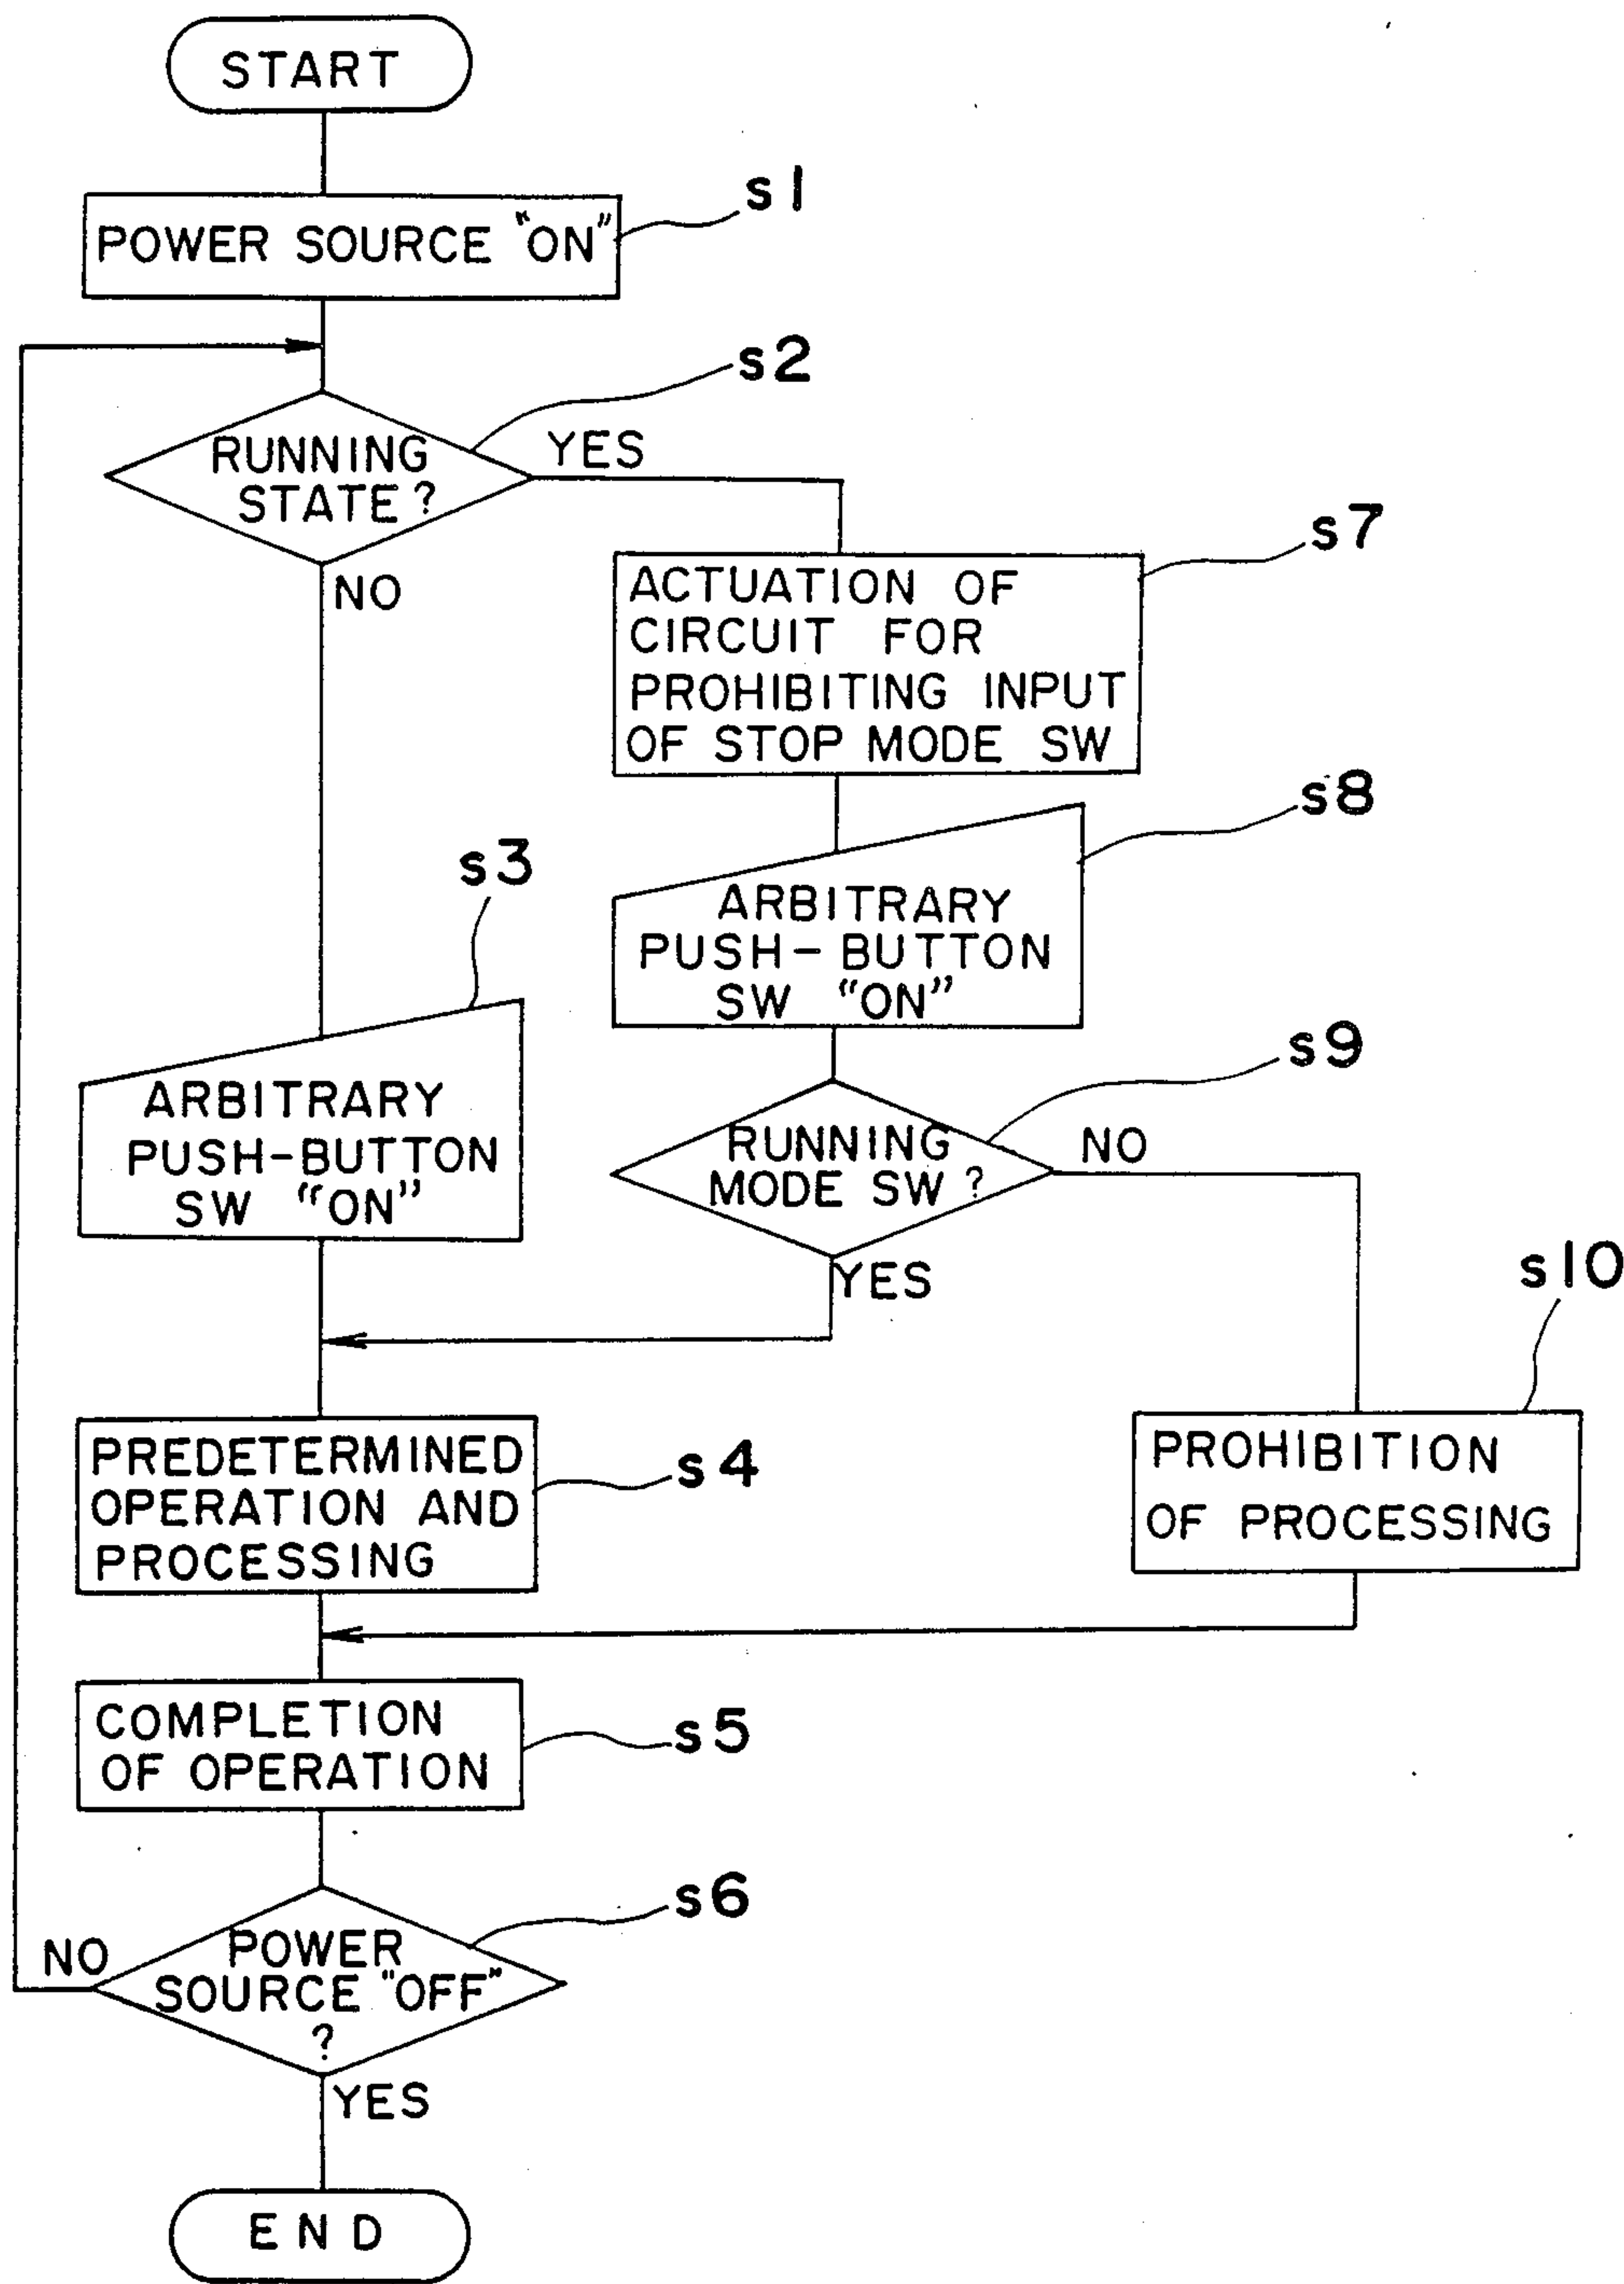 START
POWER SOURCE "ON"
s1
s2
RUNNING
STATE?
YES
NO
s7
ACTUATION OF
CIRCUIT FOR
PROHIBITING INPUT
OF STOP MODE SW
s8
ARBITRARY
PUSH-BUTTON
SW "ON"
s3
ARBITRARY
PUSH-BUTTON
SW "ON"
s9
RUNNING
MODE SW ?
NO
YES
s10
PROHIBITION
OF PROCESSING
PREDETERMINED
OPERATION AND
PROCESSING
s4
COMPLETION
OF OPERATION
s5
s6
POWER
SOURCE "OFF"
?
NO
YES
END